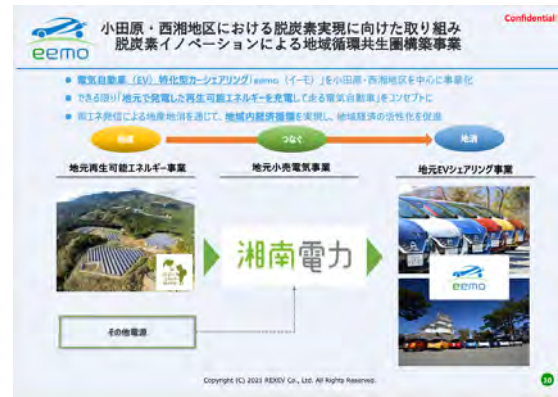 Confidential
eemo
小田原・西湘地区における脱炭素実現に向けた取り組み
脱炭素イノベーションによる地域循環共生圏構築事業
● 電気自動車（EV）特化型カーシェアリング「eemo（イーモ）」を小田原・西湘地区を中心に事業化
● できる限り「地元で発電した再生可能エネルギーを充電して走る電気自動車」をコンセプトに
● 再エネ発信による地産地消を通じて、地域内経済循環を実現し、地域経済の活性化を促進
つなぐ
地消
地元再生可能エネルギー事業
地元小売電気事業
地元EVシェアリング事業
湘南電力
eemo
その他電源
Copyright (C) 2021 REXEV Co., Ltd. All Rights Reserved.